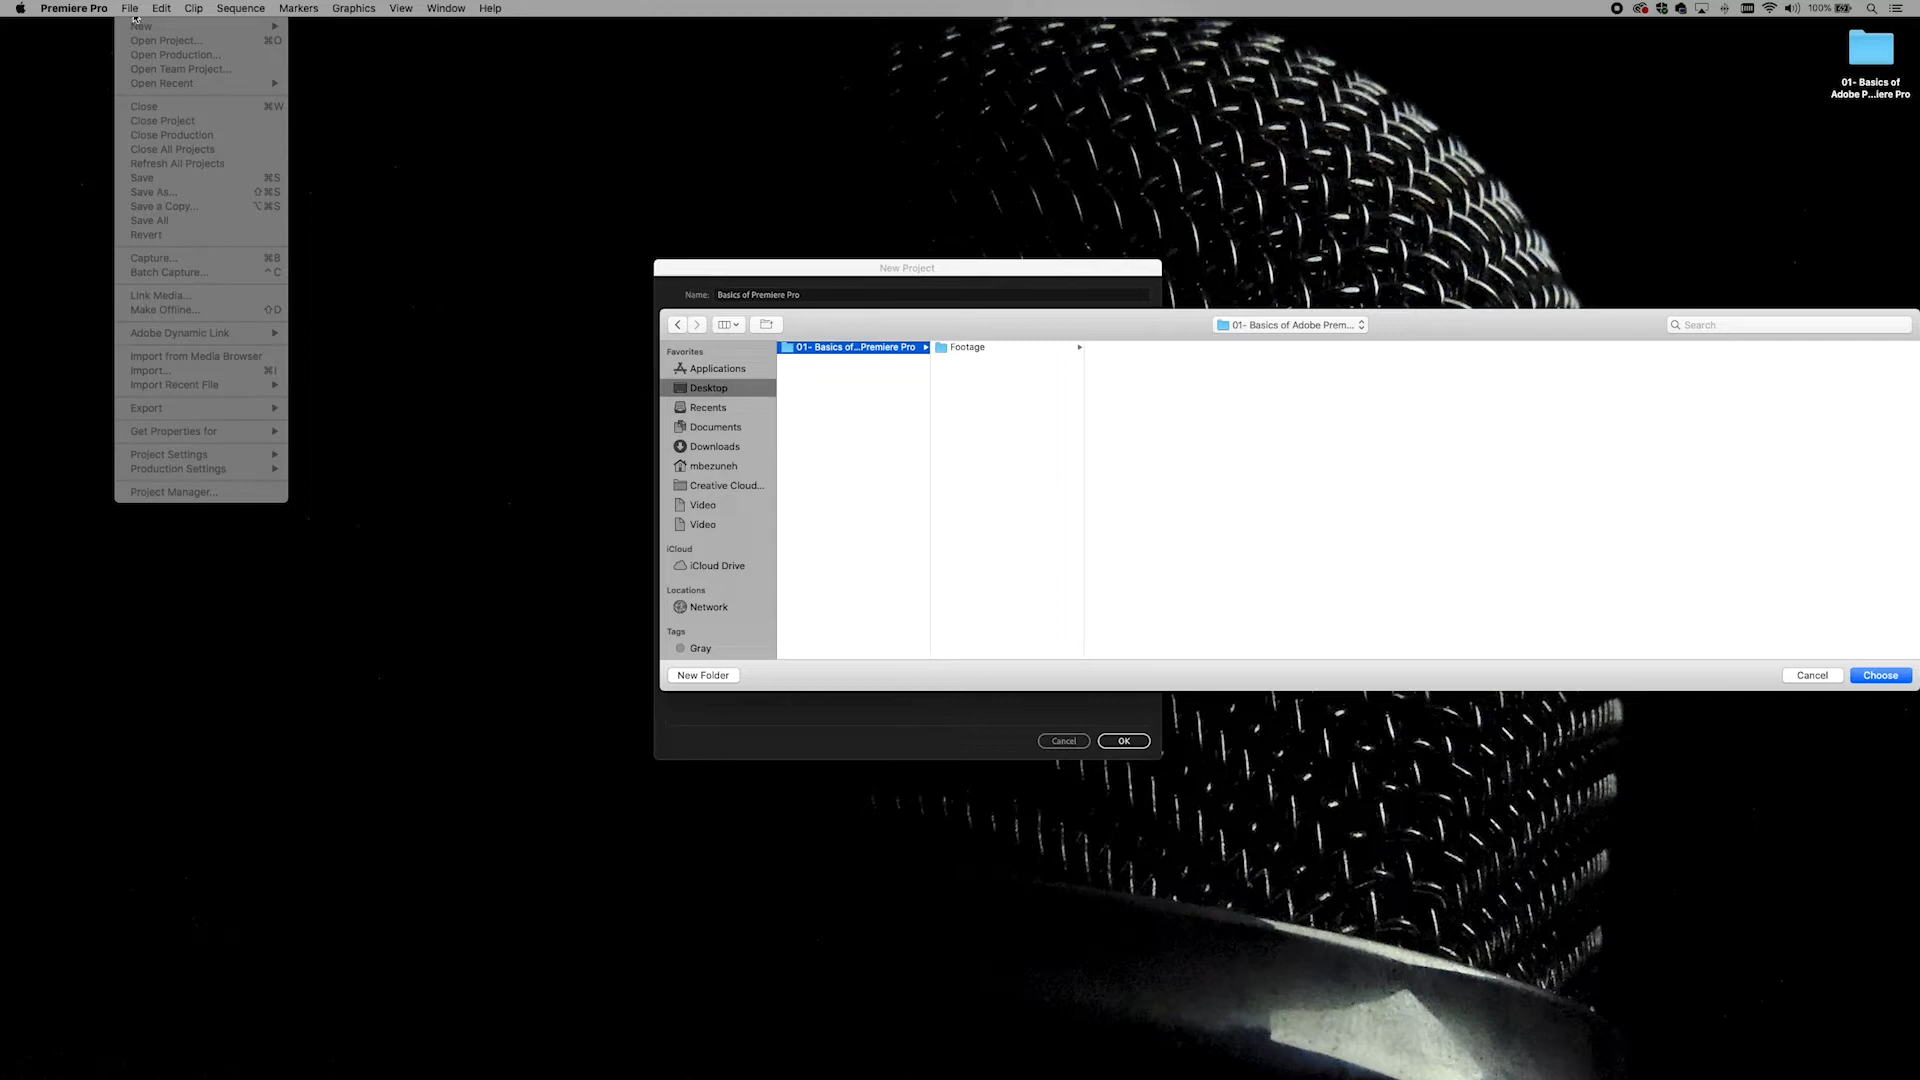 Premiere Pro File Edit Clip Sequence Markers Graphics View Window Help 100%
New
Open Project... ⌘O
Open Production...
Open Team Project...
Open Recent
Close ⌘W
Close Project
Close Production
Close All Projects
Refresh All Projects
Save ⌘S
Save As... ⇧⌘S
Save a Copy... ⌥⌘S
Save All
Revert
Capture... ⌘B
Batch Capture... ⌃C
Link Media...
Make Offline... ⇧D
Adobe Dynamic Link
Import from Media Browser
Import... ⌘I
Import Recent File
Export
Get Properties for
Project Settings
Production Settings
Project Manager...
01- Basics of
Adobe P...iere Pro
New Project
Name: Basics of Premiere Pro
01- Basics of Adobe Prem...
Search
Favorites
Applications
Desktop
Recents
Documents
Downloads
mbezuneh
Creative Cloud...
Video
Video
iCloud
iCloud Drive
Locations
Network
Tags
Gray
01- Basics of...Premiere Pro
Footage
New Folder
Cancel
Choose
Cancel
OK